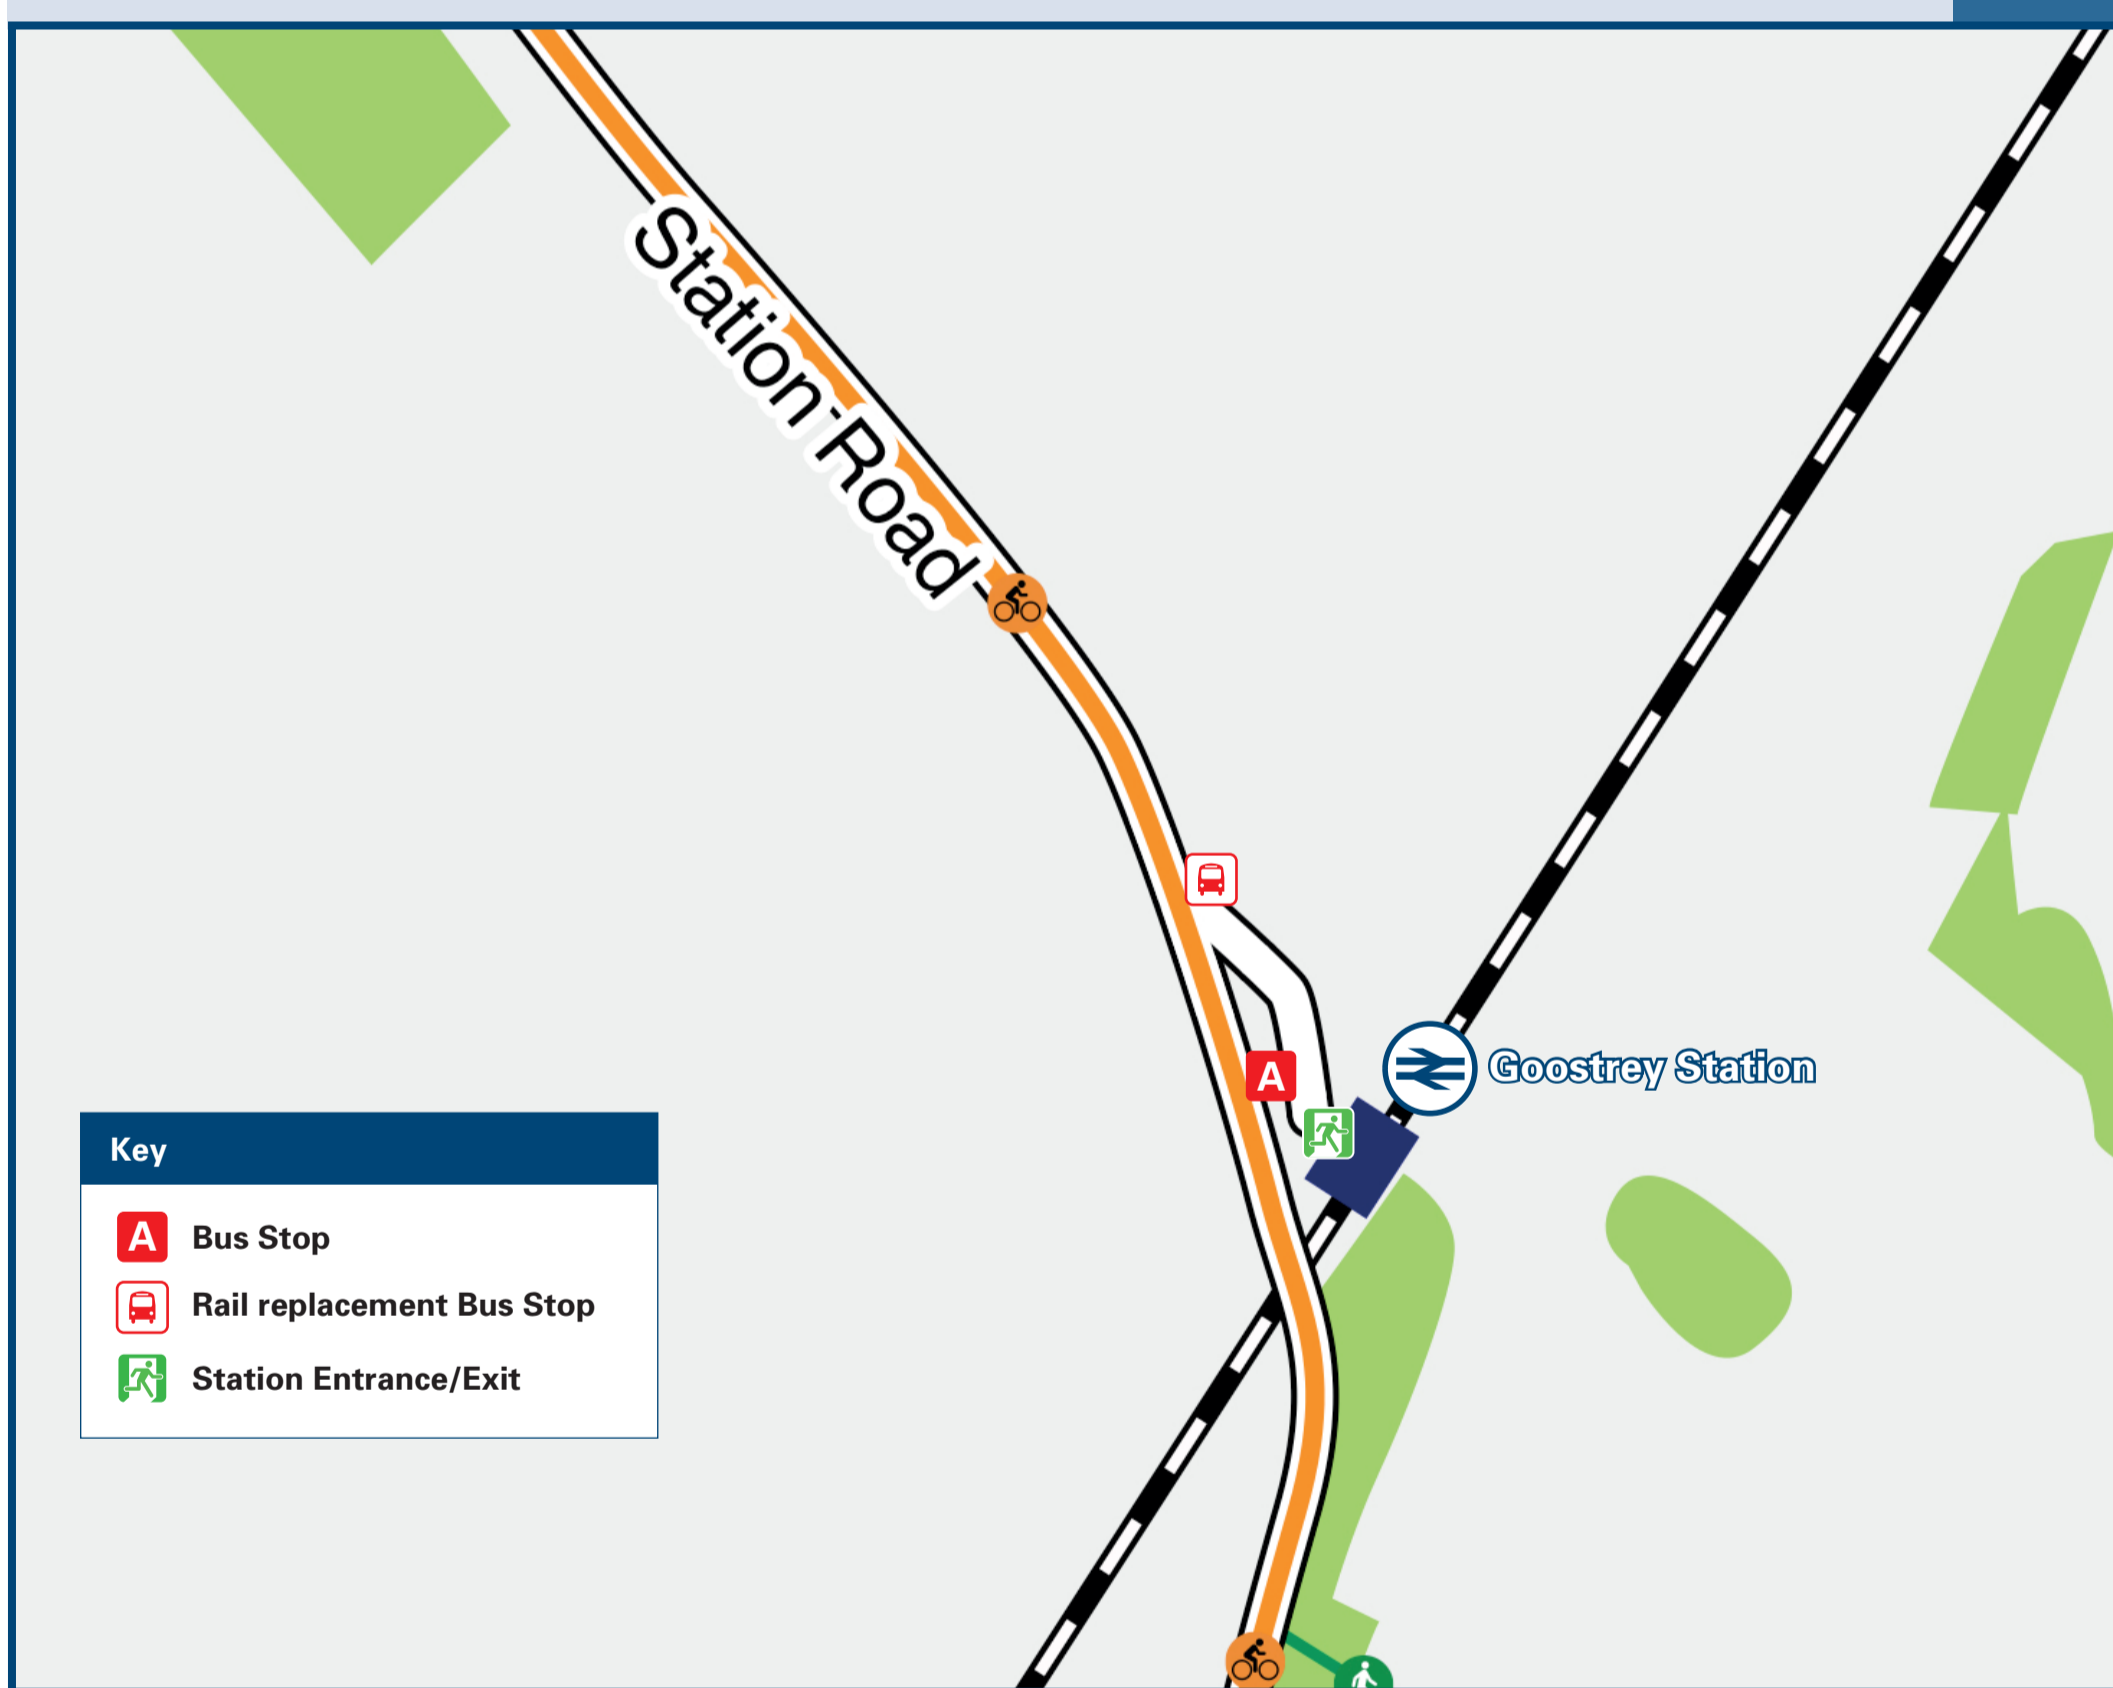 Station Road
A
Goostrey Station
Key
A Bus Stop
Rail replacement Bus Stop
Station Entrance/Exit